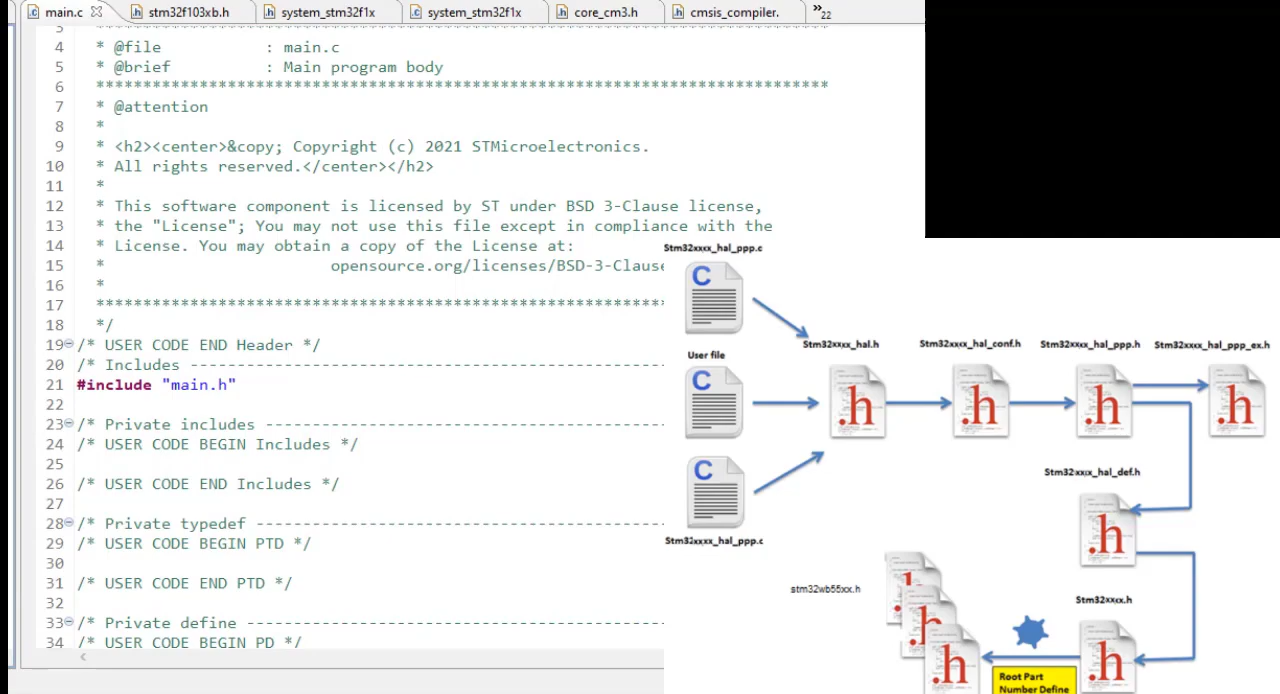 main.c
stm32f103xb.h
system_stm32f1x
system_stm32f1x
core_cm3.h
cmsis_compiler.
»22
4 * @file : main.c
5 * @brief : Main program body
6 ******************************************************************************
7 * @attention
8 *
9 * <h2><center>&copy; Copyright (c) 2021 STMicroelectronics.
10 * All rights reserved.</center></h2>
11 *
12 * This software component is licensed by ST under BSD 3-Clause license,
13 * the "License"; You may not use this file except in compliance with the
14 * License. You may obtain a copy of the License at:
15 * opensource.org/licenses/BSD-3-Clause
16 *
17 *************************************************************
18 */
19 /* USER CODE END Header */
20 /* Includes ---------------------------------------------------
21 #include "main.h"
22
23 /* Private includes -------------------------------------------
24 /* USER CODE BEGIN Includes */
25
26 /* USER CODE END Includes */
27
28 /* Private typedef --------------------------------------------
29 /* USER CODE BEGIN PTD */
30
31 /* USER CODE END PTD */
32
33 /* Private define ---------------------------------------------
34 /* USER CODE BEGIN PD */
Stm32xxxx_hal_ppp.c
C
User file
C
C
Stm32xxxx_hal_ppp.c
Stm32xxxx_hal.h
.h
Stm32xxxx_hal_conf.h
.h
Stm32xxxx_hal_ppp.h
.h
Stm32xxxx_hal_ppp_ex.h
.h
Stm32xxxx_hal_def.h
.h
Stm32xxxx.h
.h
stm32wb55xx.h
.h
Root Part
Number Define